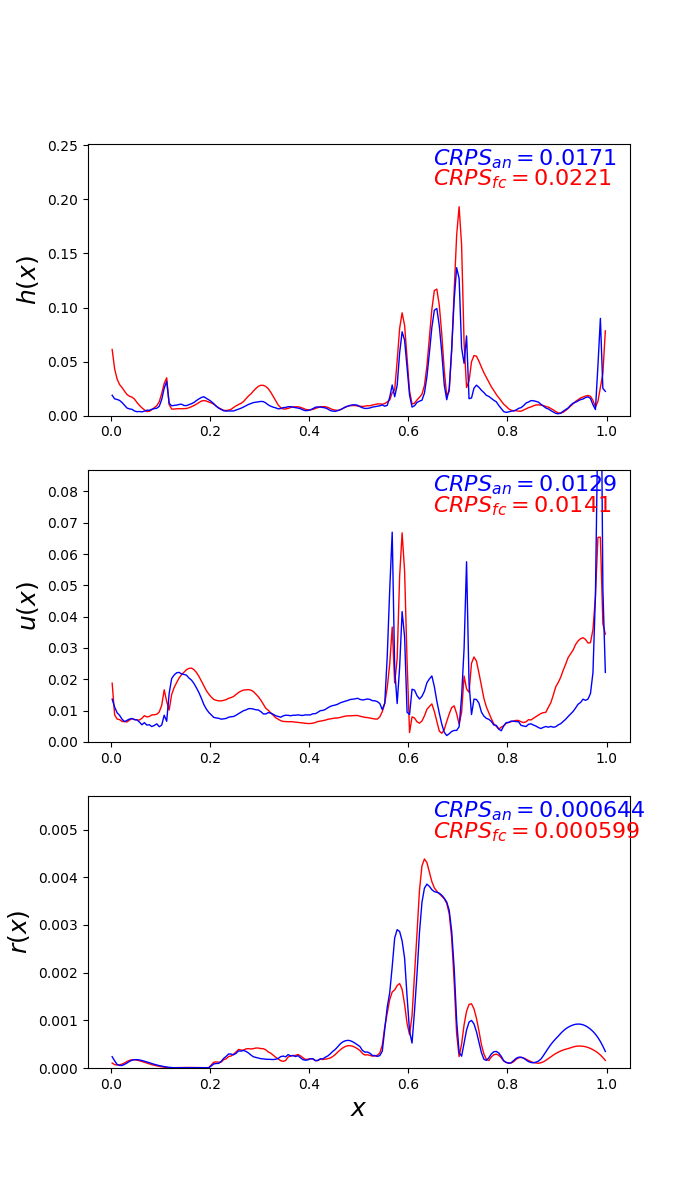 CRPS_an = 0.0171
CRPS_fc = 0.0221
0.25
0.20
0.15
0.10
0.05
0.00
h(x)
0.0 0.2 0.4 0.6 0.8 1.0
CRPS_an = 0.0129
CRPS_fc = 0.0141
0.08
0.07
0.06
0.05
0.04
0.03
0.02
0.01
0.00
u(x)
0.0 0.2 0.4 0.6 0.8 1.0
CRPS_an = 0.000644
CRPS_fc = 0.000599
0.005
0.004
0.003
0.002
0.001
0.000
r(x)
0.0 0.2 0.4 0.6 0.8 1.0
x